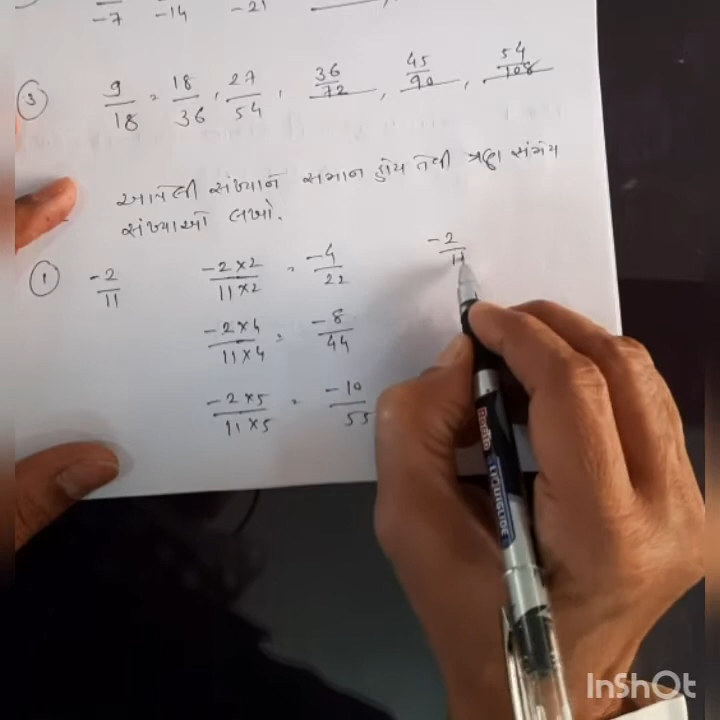 -7 -14 -21
③ 9/18 = 18/36, 27/54, 36/72, 45/90, 54/108
આપેલી સંખ્યાને સમાન હોય તેવી ત્રણ સંમેય
સંખ્યાઓ લખો.
① -2/11 -2×2/11×2 = -4/22 -2/11
-2×4/11×4 = -8/44
-2×5/11×5 = -10/55
Rorito
LIQUIGLIDE
InShOt